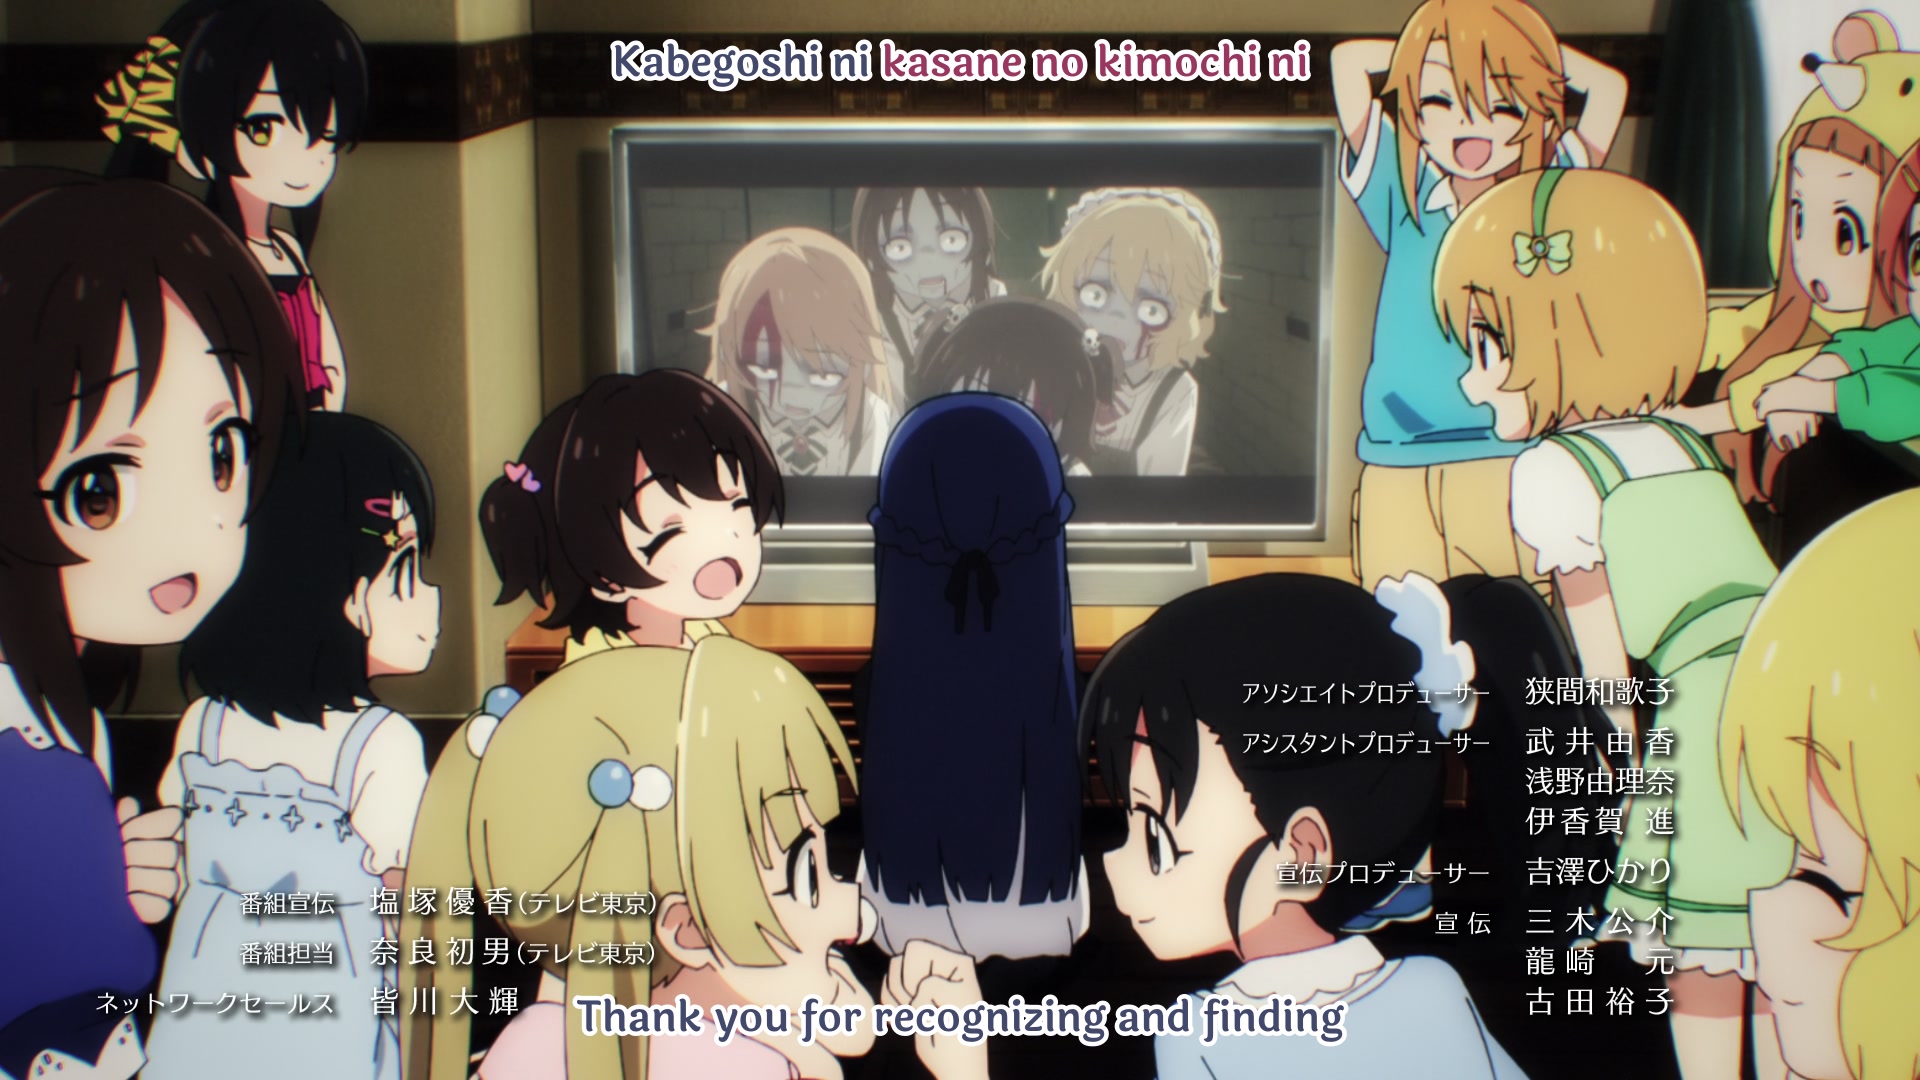 Kabegoshi ni kasane no kimochi ni
アソシエイトプロデューサー 狭間和歌子
アシスタントプロデューサー 武井由香
浅野由理奈
伊香賀 進
宣伝プロデューサー 吉澤ひかり
宣伝 三木公介
龍崎 元
古田裕子
番組宣伝 塩塚優香(テレビ東京)
番組担当 奈良初男(テレビ東京)
ネットワークセールス 皆川大輝
Thank you for recognizing and finding